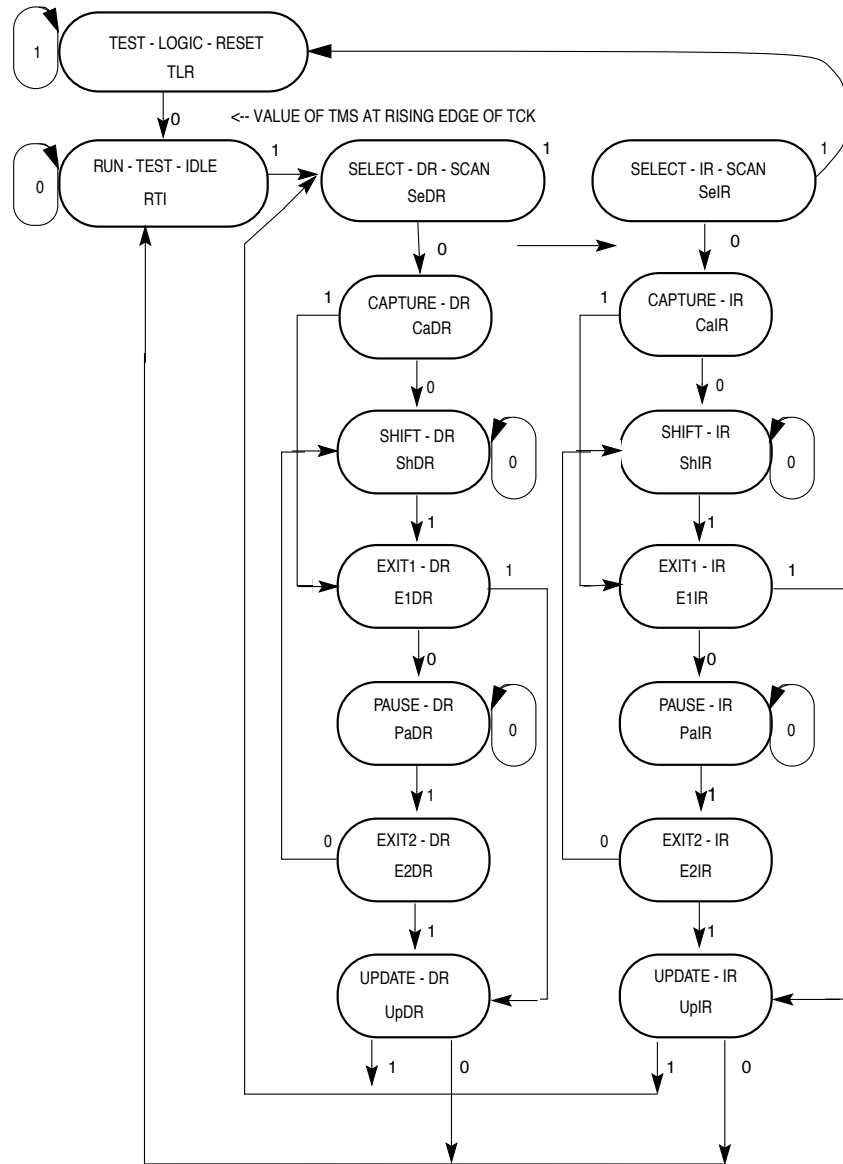 TEST - LOGIC - RESET
TLR
1
0
<-- VALUE OF TMS AT RISING EDGE OF TCK
RUN - TEST - IDLE
RTI
0
1
SELECT - DR - SCAN
SeDR
1
SELECT - IR - SCAN
SeIR
1
0
0
1
CAPTURE - DR
CaDR
1
CAPTURE - IR
CaIR
0
0
SHIFT - DR
ShDR
0
SHIFT - IR
ShIR
0
1
1
EXIT1 - DR
E1DR
1
EXIT1 - IR
E1IR
1
0
0
PAUSE - DR
PaDR
0
PAUSE - IR
PaIR
0
1
1
0
EXIT2 - DR
E2DR
0
EXIT2 - IR
E2IR
1
1
UPDATE - DR
UpDR
UPDATE - IR
UpIR
1
0
1
0